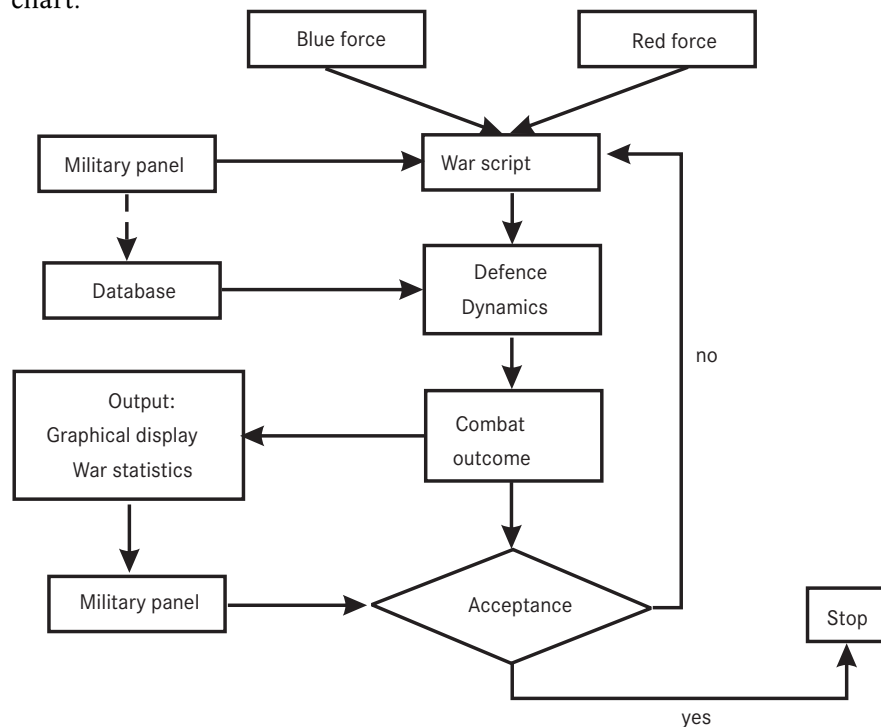 chart.
Blue force
Red force
Military panel
War script
Database
Defence
Dynamics
no
Output:
Graphical display
War statistics
Combat
outcome
Military panel
Acceptance
Stop
yes